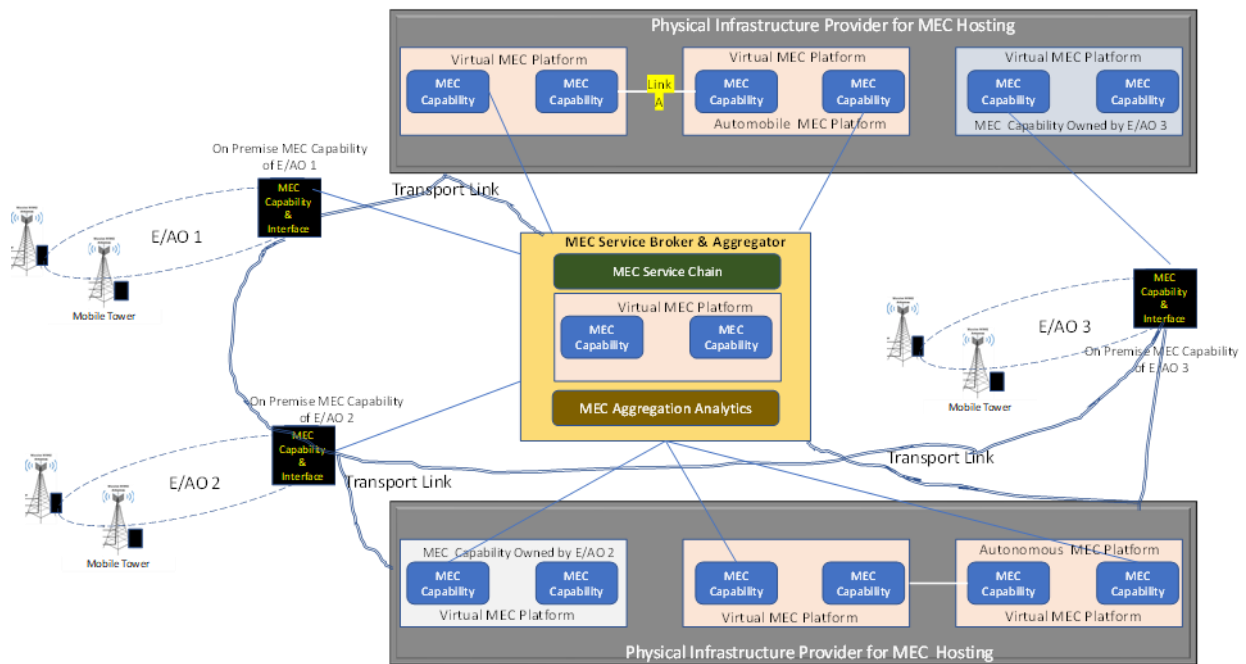 Physical Infrastructure Provider for MEC Hosting
Virtual MEC Platform
MEC
Capability
MEC
Capability
Link
A
Virtual MEC Platform
MEC
Capability
MEC
Capability
Automobile MEC Platform
Virtual MEC Platform
MEC
Capability
MEC
Capability
MEC Capability Owned by E/AO 3
On Premise MEC Capability
of E/AO 1
MEC
Capability
&
Interface
Transport Link
E/AO 1
Mobile Tower
MEC Service Broker & Aggregator
MEC Service Chain
Virtual MEC Platform
MEC
Capability
MEC
Capability
MEC Aggregation Analytics
MEC
Capability
&
Interface
E/AO 3
On Premise MEC Capability
of E/AO 3
Mobile Tower
On Premise MEC Capability
of E/AO 2
MEC
Capability
&
Interface
E/AO 2
Mobile Tower
Transport Link
Transport Link
MEC Capability Owned by E/AO 2
MEC
Capability
MEC
Capability
Virtual MEC Platform
MEC
Capability
MEC
Capability
Virtual MEC Platform
Autonomous MEC Platform
MEC
Capability
MEC
Capability
Virtual MEC Platform
Physical Infrastructure Provider for MEC Hosting